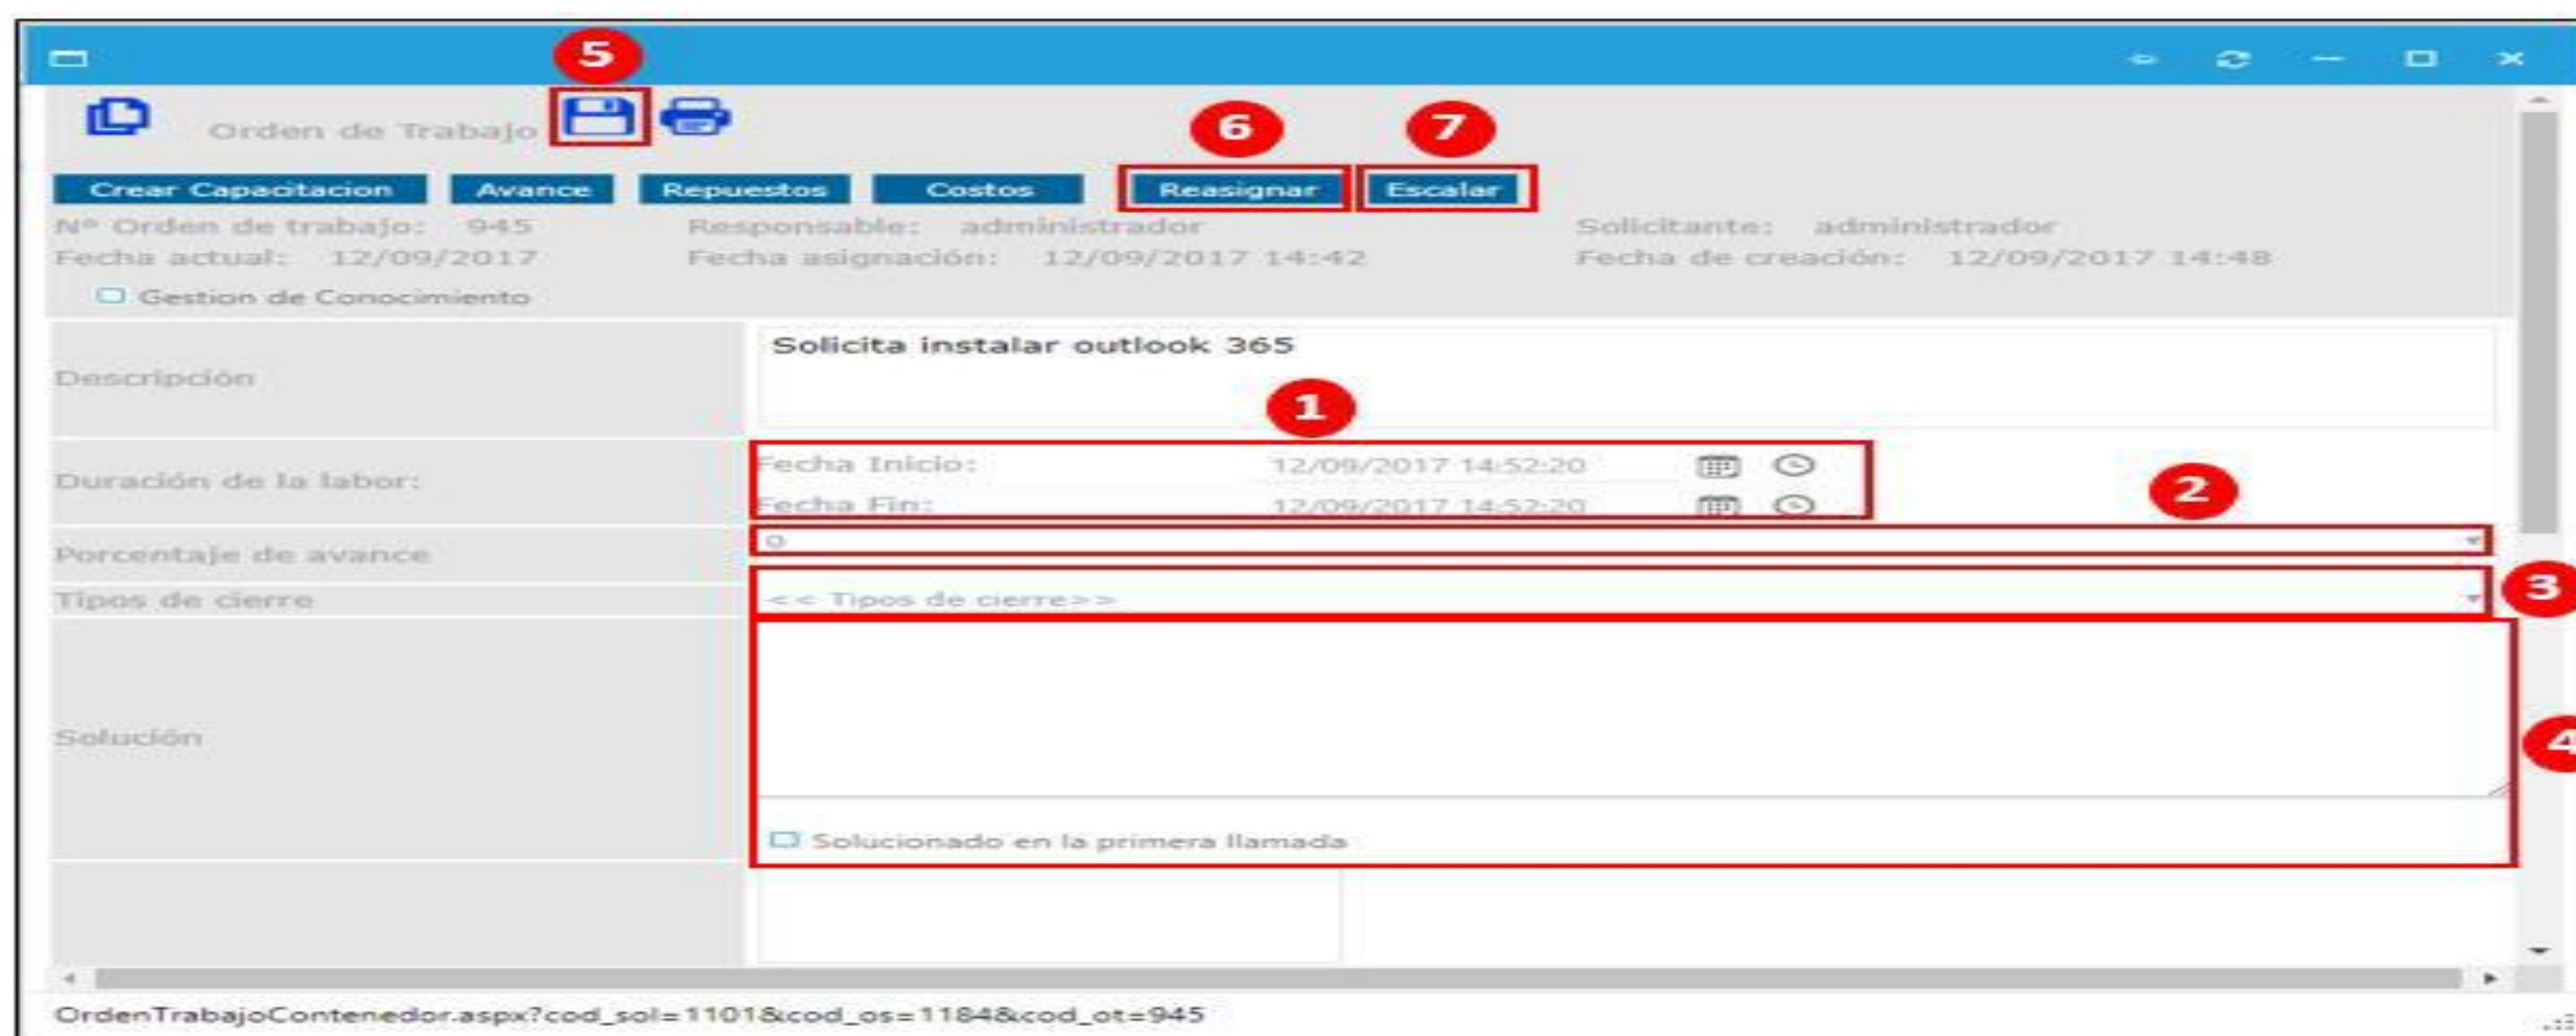 5
Orden de Trabajo
6
7
Crear Capacitacion Avance Repuestos Costos Reasignar Escalar
Nº Orden de trabajo: 945 Responsable: administrador Solicitante: administrador
Fecha actual: 12/09/2017 Fecha asignación: 12/09/2017 14:42 Fecha de creación: 12/09/2017 14:48
Gestion de Conocimiento
Solicita instalar outlook 365
Descripción
1
Fecha Inicio: 12/09/2017 14:52:20
Duración de la labor:
2
Fecha Fin: 12/09/2017 14:52:20
0
Porcentaje de avance
3
Tipos de cierre << Tipos de cierre>>
Solución
4
Solucionado en la primera llamada
OrdenTrabajoContenedor.aspx?cod_sol=1101&cod_os=1184&cod_ot=945